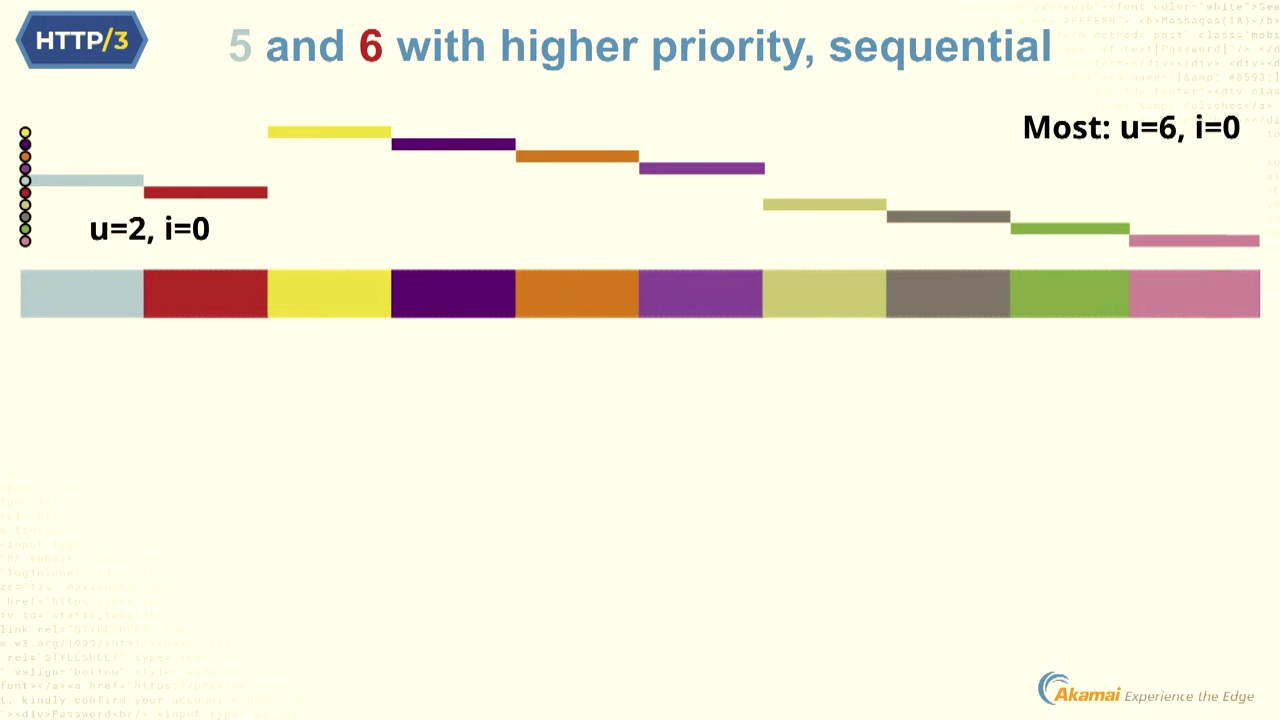 HTTP/3
5 and 6 with higher priority, sequential
Most: u=6, i=0
u=2, i=0
Akamai Experience the Edge